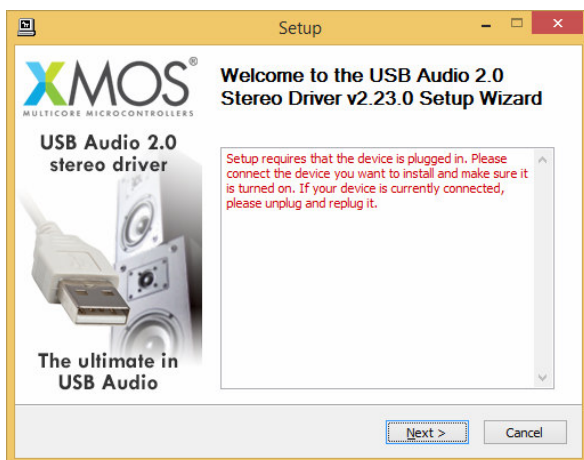 Setup
XMOS®
MULTICORE MICROCONTROLLERS
USB Audio 2.0
stereo driver
The ultimate in
USB Audio
Welcome to the USB Audio 2.0
Stereo Driver v2.23.0 Setup Wizard
Setup requires that the device is plugged in. Please
connect the device you want to install and make sure it
is turned on. If your device is currently connected,
please unplug and replug it.
Next >
Cancel